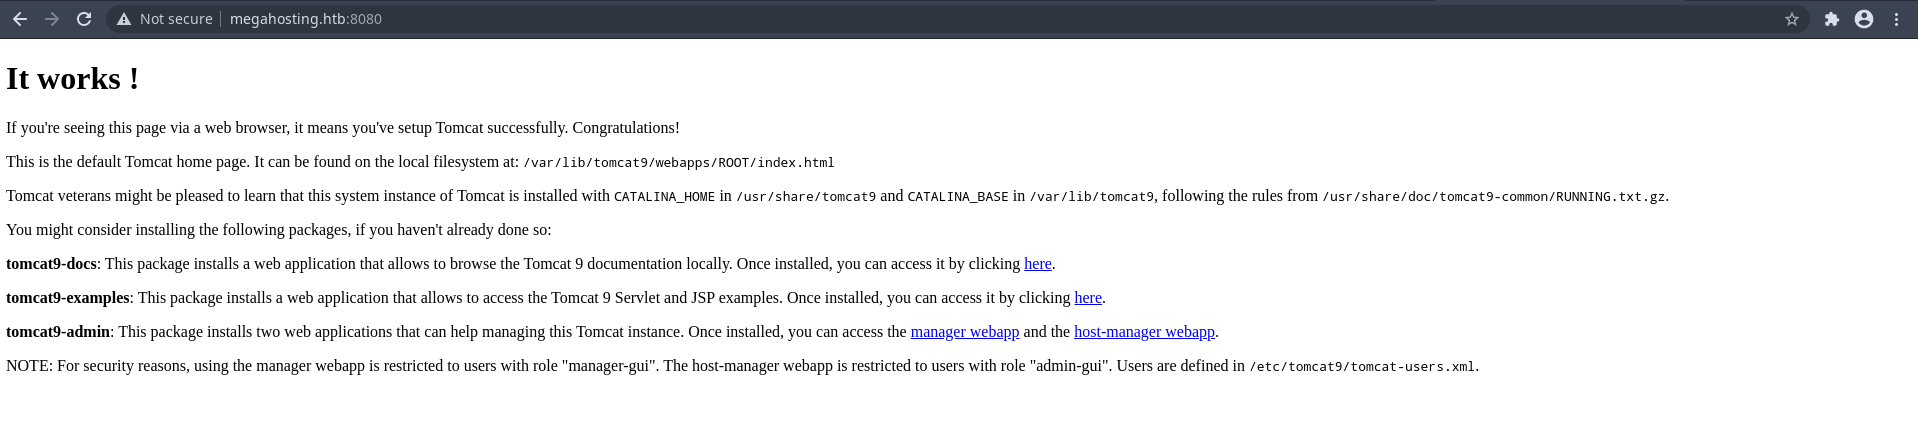 Not secure | megahosting.htb:8080
It works !
If you're seeing this page via a web browser, it means you've setup Tomcat successfully. Congratulations!
This is the default Tomcat home page. It can be found on the local filesystem at: /var/lib/tomcat9/webapps/ROOT/index.html
Tomcat veterans might be pleased to learn that this system instance of Tomcat is installed with CATALINA_HOME in /usr/share/tomcat9 and CATALINA_BASE in /var/lib/tomcat9, following the rules from /usr/share/doc/tomcat9-common/RUNNING.txt.gz.
You might consider installing the following packages, if you haven't already done so:
tomcat9-docs: This package installs a web application that allows to browse the Tomcat 9 documentation locally. Once installed, you can access it by clicking here.
tomcat9-examples: This package installs a web application that allows to access the Tomcat 9 Servlet and JSP examples. Once installed, you can access it by clicking here.
tomcat9-admin: This package installs two web applications that can help managing this Tomcat instance. Once installed, you can access the manager webapp and the host-manager webapp.
NOTE: For security reasons, using the manager webapp is restricted to users with role "manager-gui". The host-manager webapp is restricted to users with role "admin-gui". Users are defined in /etc/tomcat9/tomcat-users.xml.